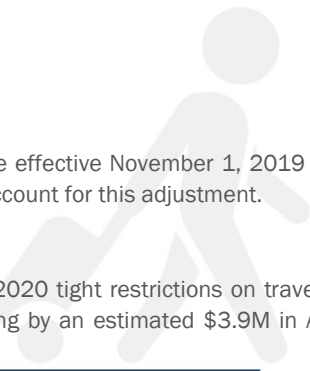 e effective November 1, 2019
ccount for this adjustment.
2020 tight restrictions on trave
ng by an estimated $3.9M in A